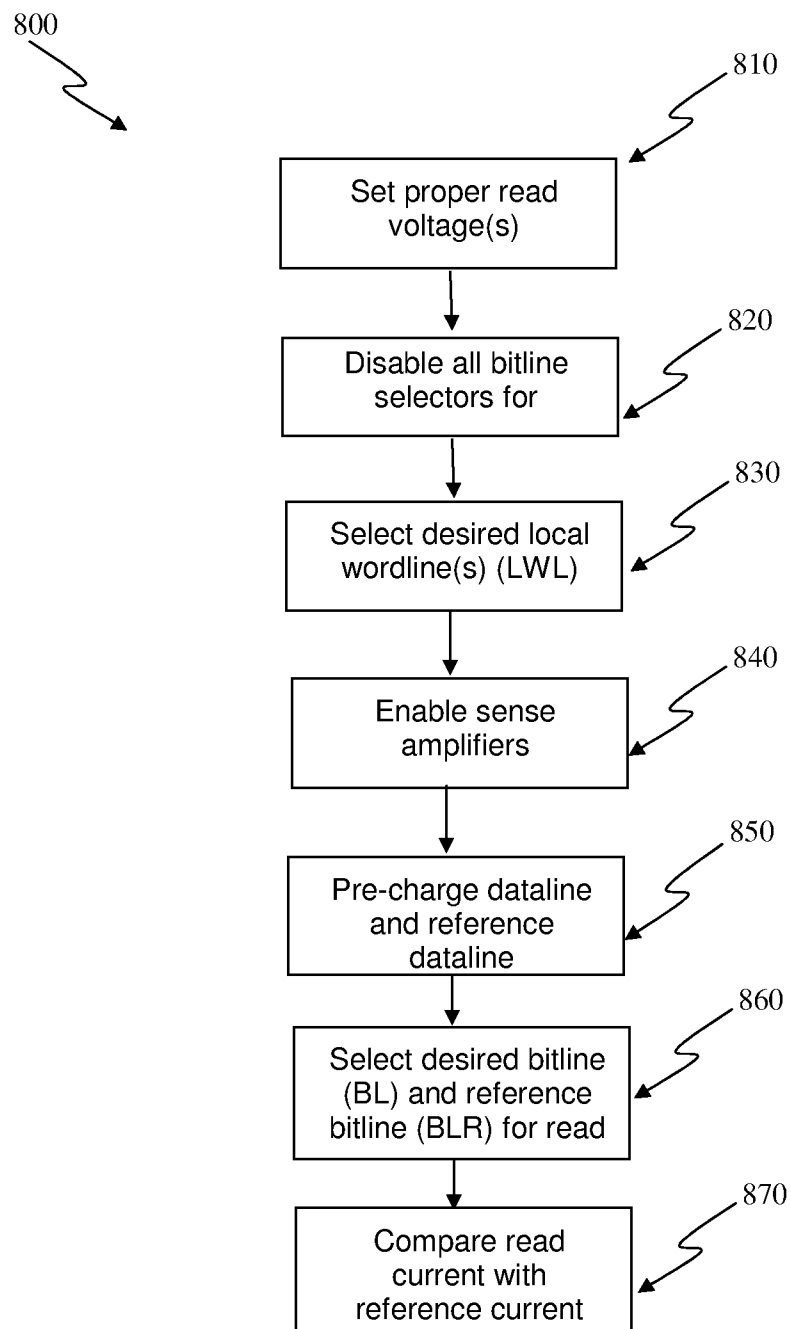 800
810
Set proper read
voltage(s)
820
Disable all bitline
selectors for
830
Select desired local
wordline(s) (LWL)
840
Enable sense
amplifiers
850
Pre-charge dataline
and reference
dataline
860
Select desired bitline
(BL) and reference
bitline (BLR) for read
870
Compare read
current with
reference current